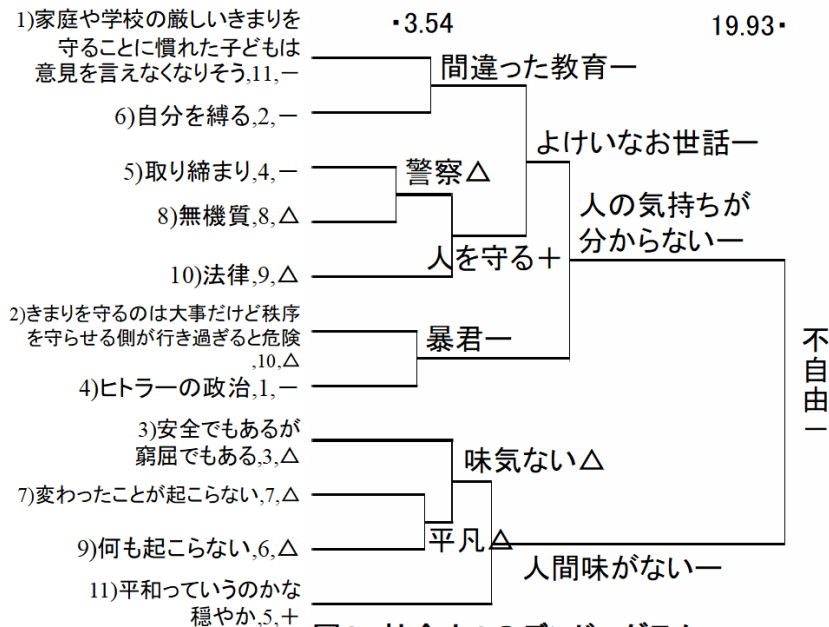 1)家庭や学校の厳しいきまりを
守ることに慣れた子どもは
意見を言えなくなりそう,11,－
6)自分を縛る,2,－
5)取り締まり,4,－
8)無機質,8,△
10)法律,9,△
2)きまりを守るのは大事だけど秩序
を守らせる側が行き過ぎると危険
,10,△
4)ヒトラーの政治,1,－
3)安全でもあるが
窮屈でもある,3,△
7)変わったことが起こらない,7,△
9)何も起こらない,6,△
11)平和っていうのかな
穏やか,5,＋
・3.54
19.93・
間違った教育－
よけいなお世話－
警察△
人を守る＋
人の気持ちが
分からない－
暴君－
味気ない△
平凡△
人間味がない－
不自由－